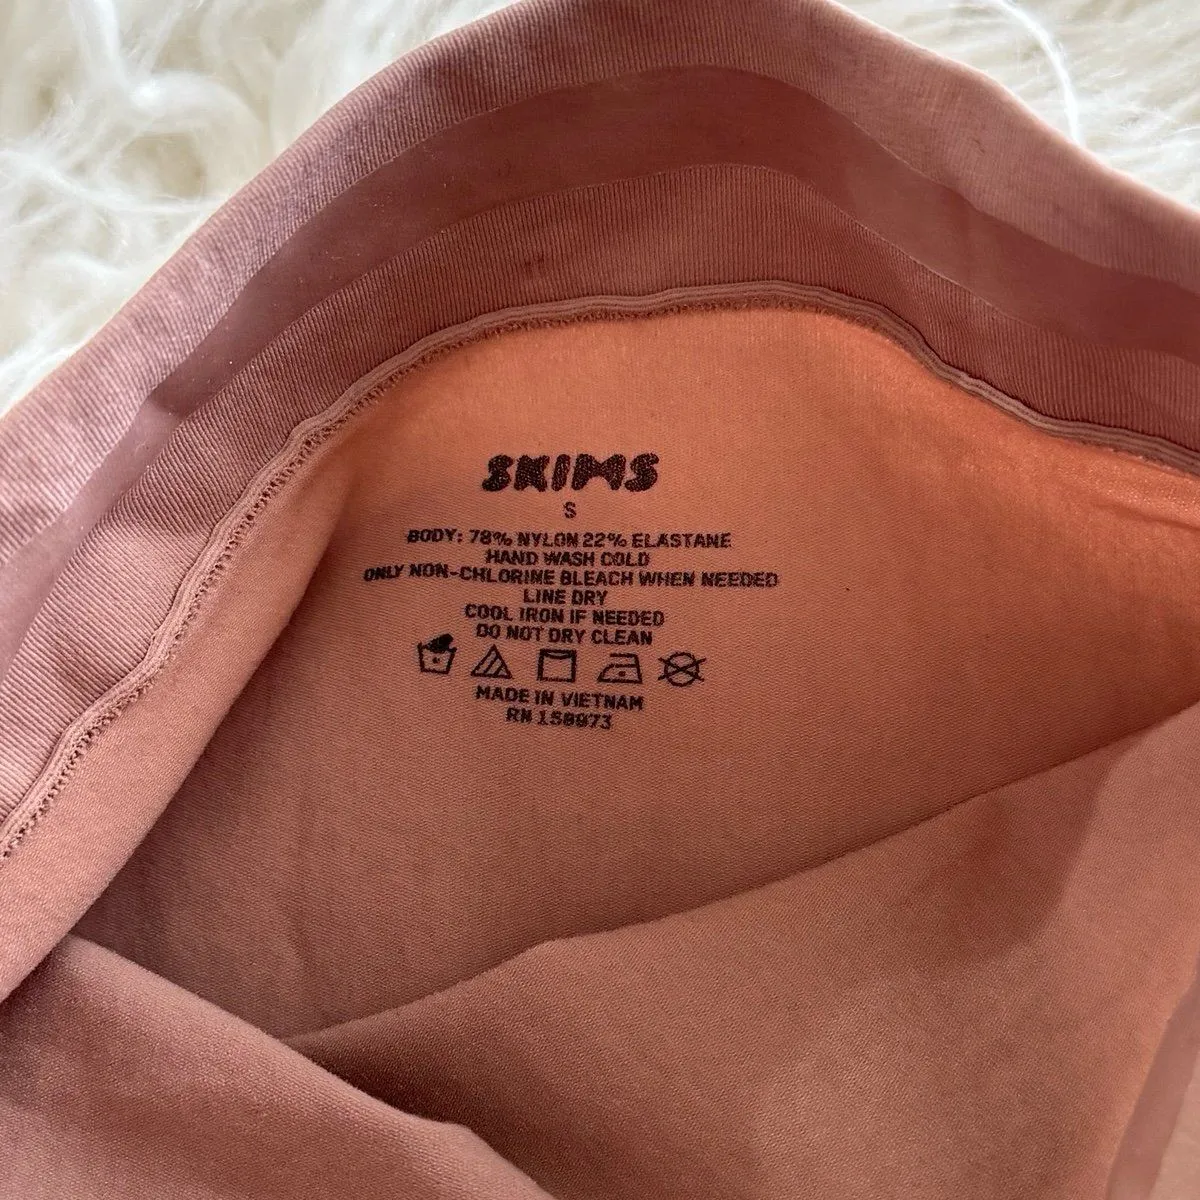 SKIMS
S
BODY: 78% NYLON 22% ELASTANE
HAND WASH COLD
ONLY NON-CHLORINE BLEACH WHEN NEEDED
LINE DRY
COOL IRON IF NEEDED
DO NOT DRY CLEAN
MADE IN VIETNAM
RN